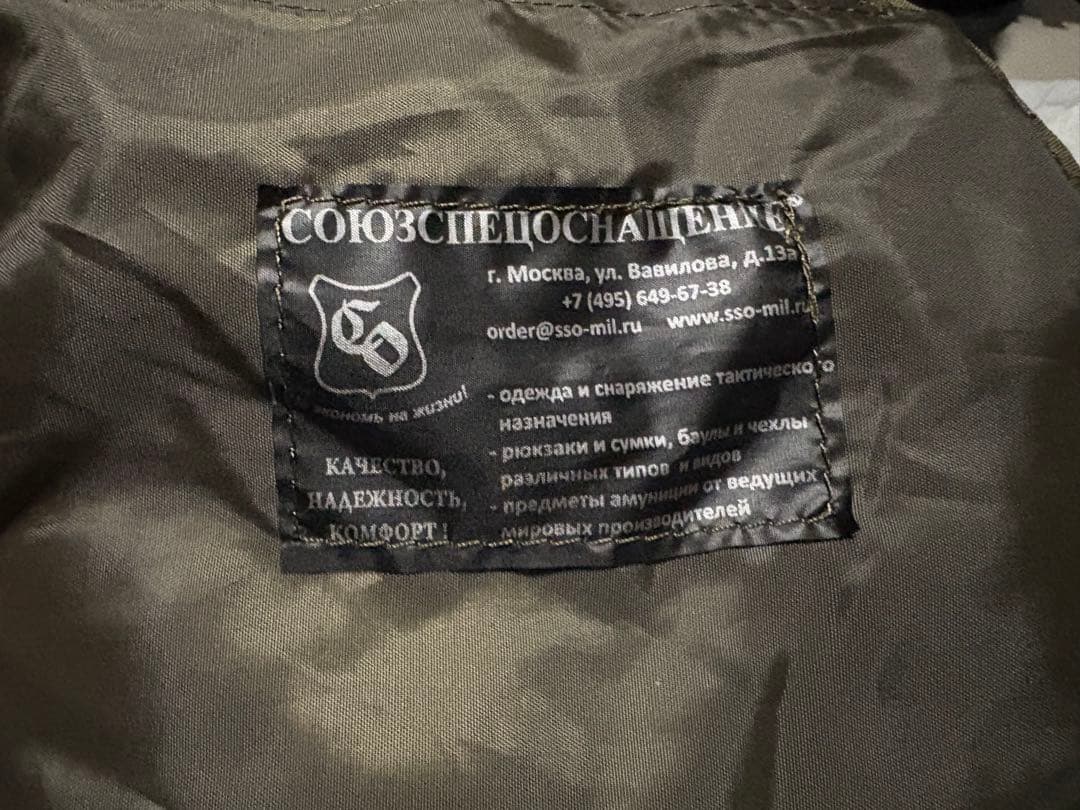 СОЮЗСПЕЦОСНАЩЕНИЕ®
г. Москва, ул. Вавилова, д.13а
+7 (495) 649-67-38
order@sso-mil.ru www.sso-mil.ru
СО
экономь на жизни!
КАЧЕСТВО,
НАДЕЖНОСТЬ,
КОМФОРТ!
- одежда и снаряжение тактического
назначения
- рюкзаки и сумки, баулы и чехлы
различных типов и видов
- предметы амуниции от ведущих
мировых производителей